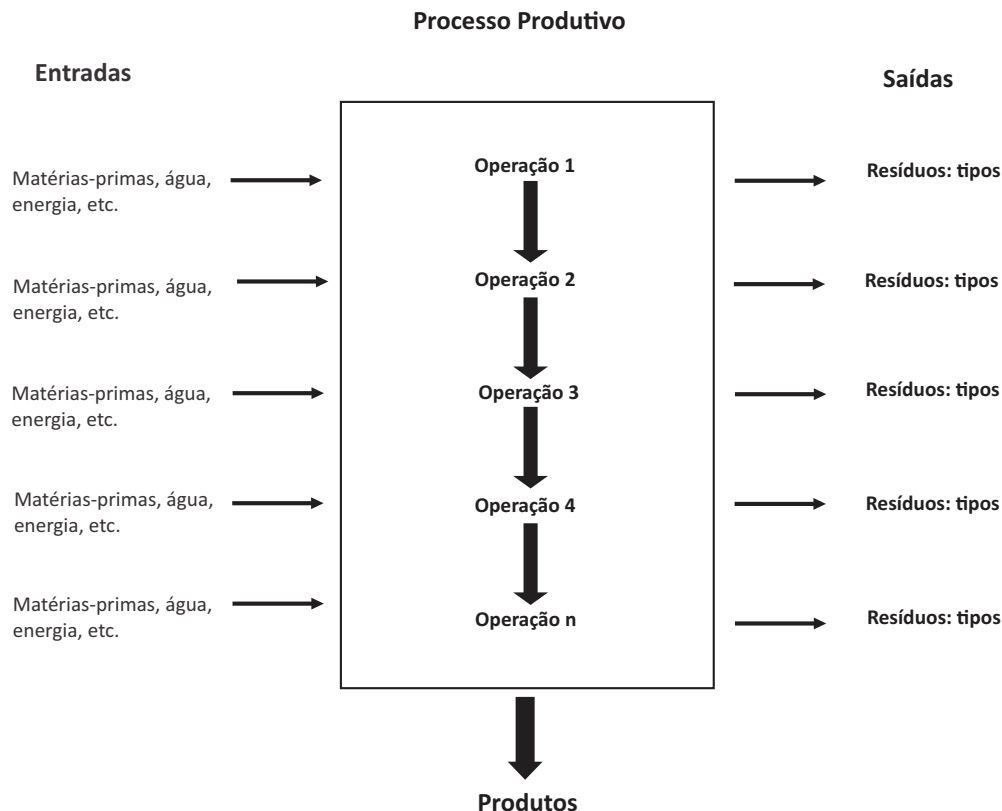 Processo Produtivo
Entradas
Saídas
Matérias-primas, água,
energia, etc.
Operação 1
Resíduos: tipos
Matérias-primas, água,
energia, etc.
Operação 2
Resíduos: tipos
Matérias-primas, água,
energia, etc.
Operação 3
Resíduos: tipos
Matérias-primas, água,
energia, etc.
Operação 4
Resíduos: tipos
Matérias-primas, água,
energia, etc.
Operação n
Resíduos: tipos
Produtos